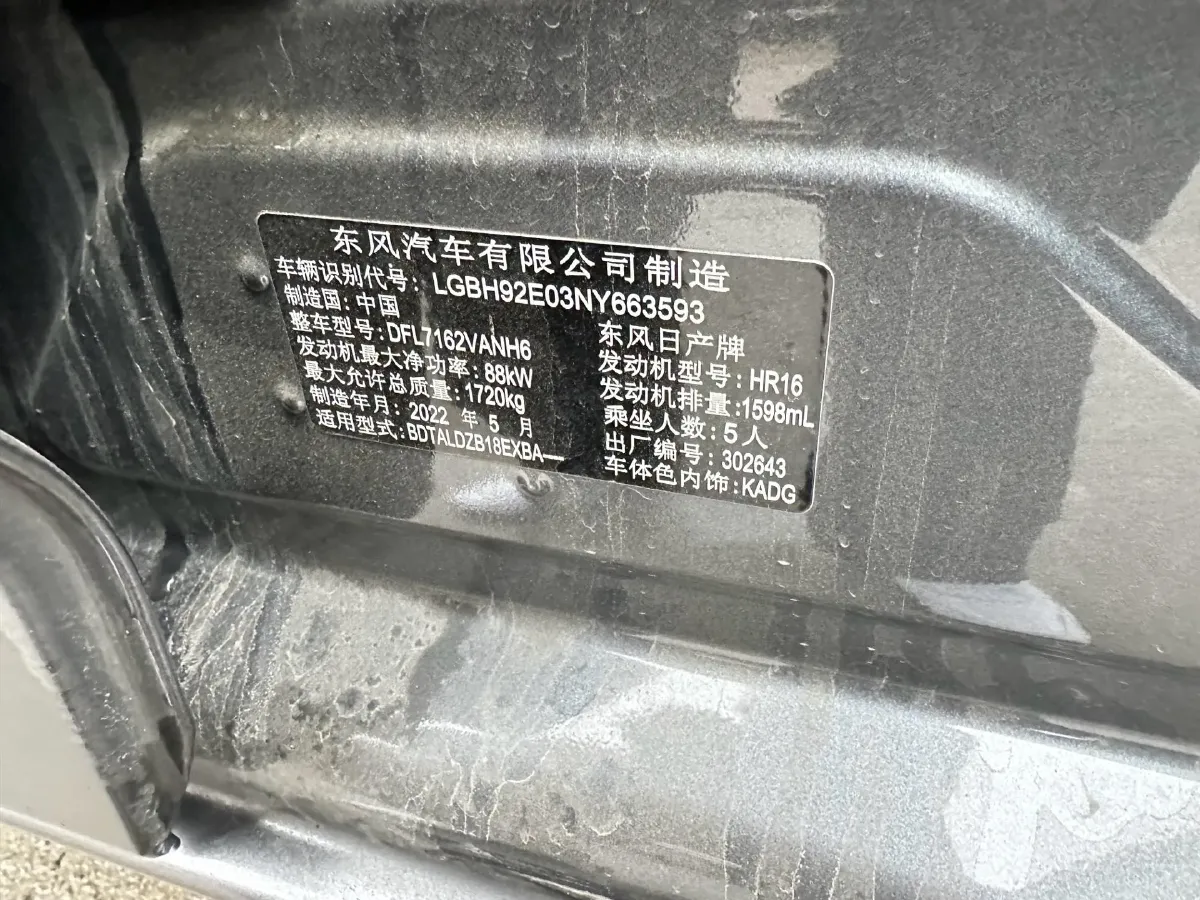 东风汽车有限公司制造
车辆识别代号: LGBH92E03NY663593
制造国: 中国 东风日产牌
整车型号: DFL7162VANH6 发动机型号: HR16
发动机最大净功率: 88kW 发动机排量: 1598mL
最大允许总质量: 1720kg 乘坐人数: 5人
制造年月: 2022 年 5 月 出厂编号: 302643
适用型式: BDTALDZB18EXBA— 车体色内饰: KADG